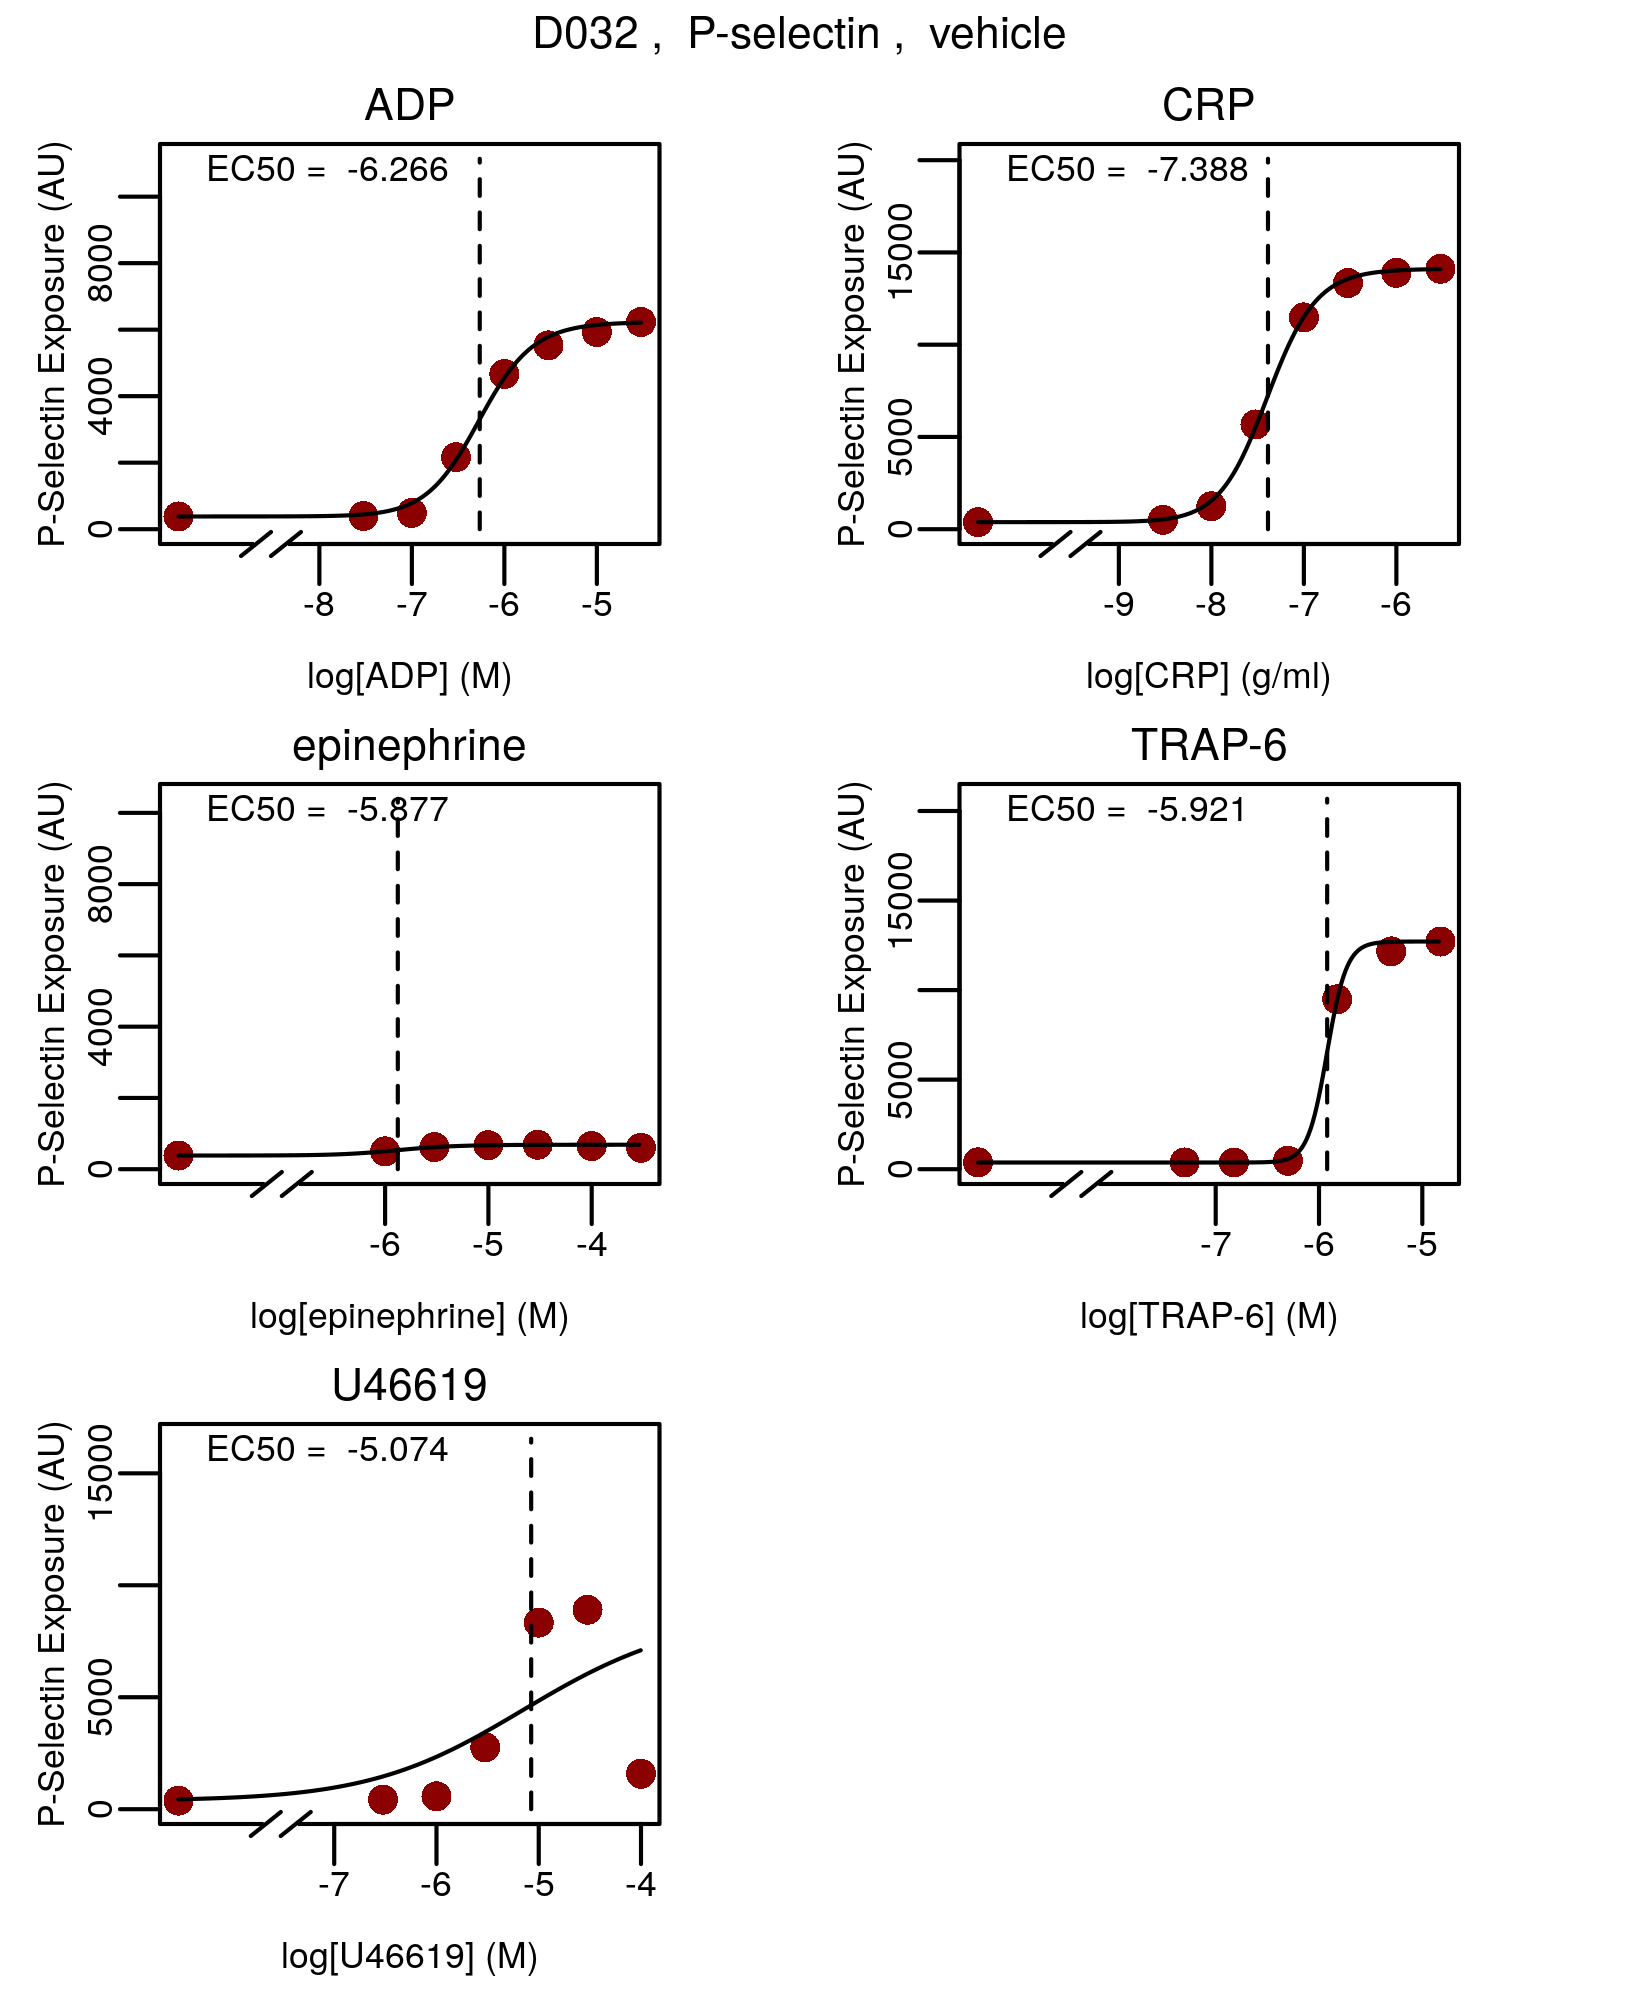 D032 , P-selectin , vehicle
ADP
P-Selectin Exposure (AU)
EC50 = -6.266
0 4000 8000
-8 -7 -6 -5
log[ADP] (M)
CRP
P-Selectin Exposure (AU)
EC50 = -7.388
0 5000 15000
-9 -8 -7 -6
log[CRP] (g/ml)
epinephrine
P-Selectin Exposure (AU)
EC50 = -5.877
0 4000 8000
-6 -5 -4
log[epinephrine] (M)
TRAP-6
P-Selectin Exposure (AU)
EC50 = -5.921
0 5000 15000
-7 -6 -5
log[TRAP-6] (M)
U46619
P-Selectin Exposure (AU)
EC50 = -5.074
0 5000 15000
-7 -6 -5 -4
log[U46619] (M)